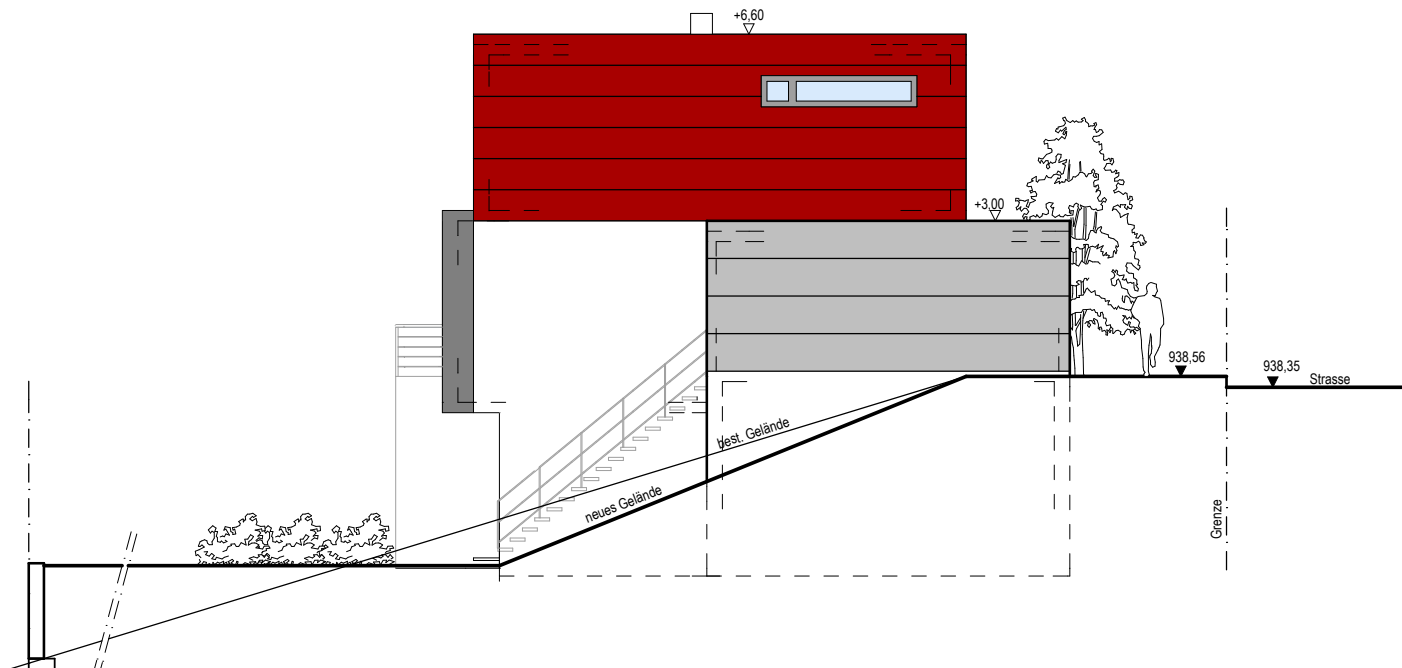 +6,60
+3,00
938,56
938,35
Strasse
best. Gelände
neues Gelände
Grenze